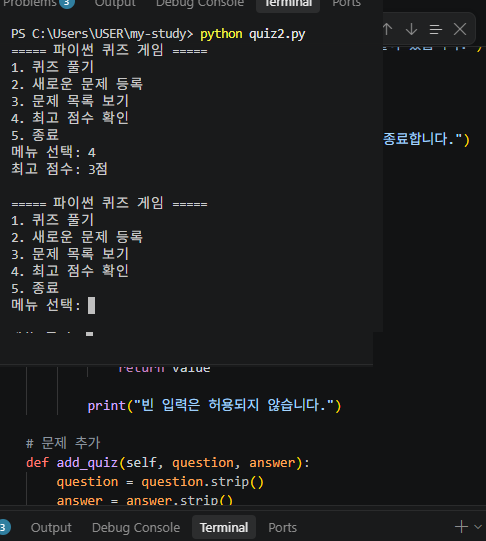 Problems 3 Output Debug Console Terminal Ports
PS C:\Users\USER\my-study> python quiz2.py
===== 파이썬 퀴즈 게임 =====
1. 퀴즈 풀기
2. 새로운 문제 등록
3. 문제 목록 보기
4. 최고 점수 확인
5. 종료
메뉴 선택: 4
최고 점수: 3점
종료합니다.")
===== 파이썬 퀴즈 게임 =====
1. 퀴즈 풀기
2. 새로운 문제 등록
3. 문제 목록 보기
4. 최고 점수 확인
5. 종료
메뉴 선택:
return value
print("빈 입력은 허용되지 않습니다.")
# 문제 추가
def add_quiz(self, question, answer):
question = question.strip()
answer = answer.strip()
3 Output Debug Console Terminal Ports